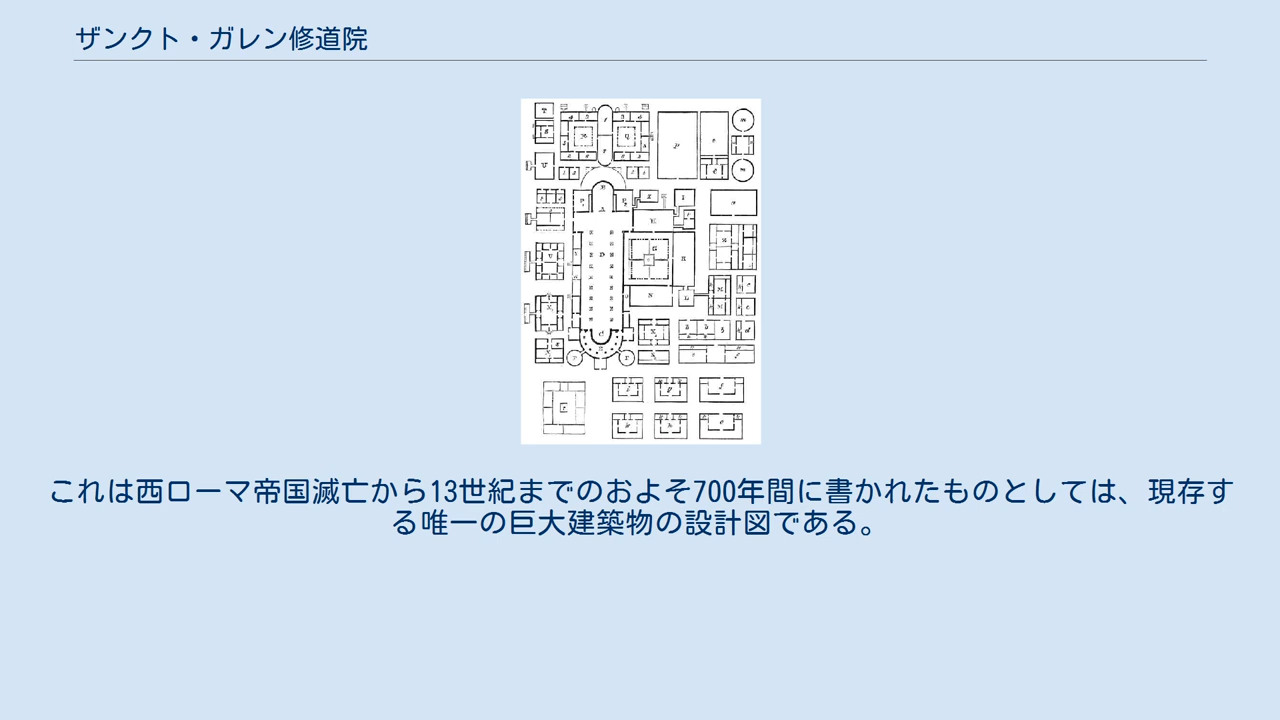 ザンクト・ガレン修道院
これは西ローマ帝国滅亡から13世紀までのおよそ700年間に書かれたものとしては、現存す
る唯一の巨大建築物の設計図である。